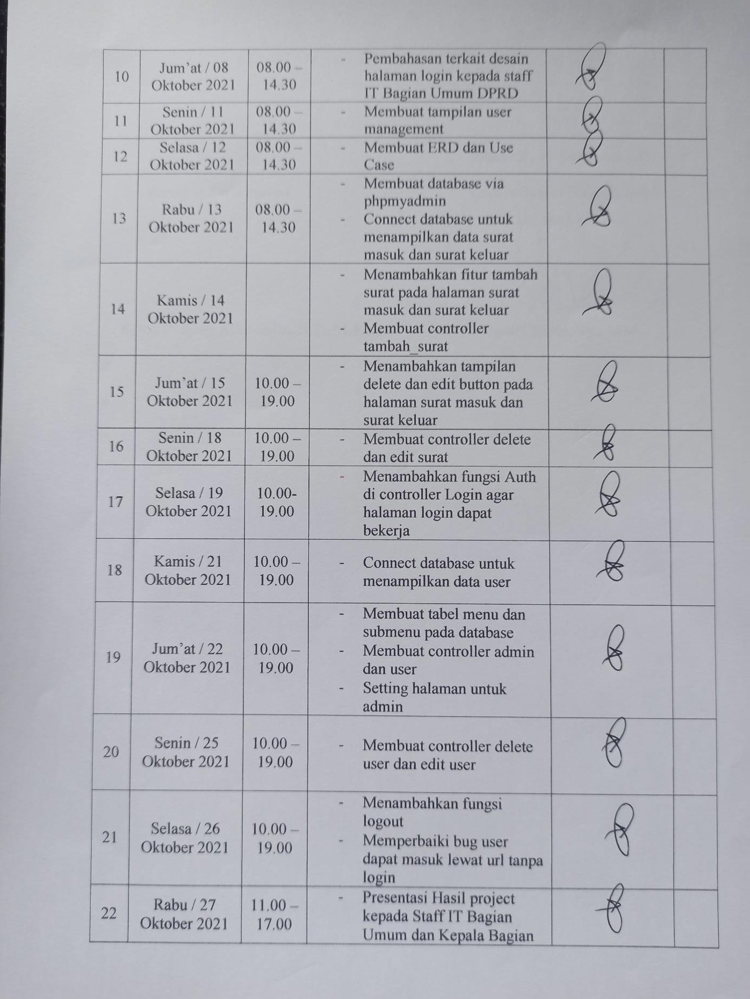 10
Jum'at / 08
Oktober 2021
08.00 –
14.30
- Pembahasan terkait desain
halaman login kepada staff
IT Bagian Umum DPRD
11
Senin / 11
Oktober 2021
08.00 –
14.30
- Membuat tampilan user
management
12
Selasa / 12
Oktober 2021
08.00 –
14.30
- Membuat ERD dan Use
Case
13
Rabu / 13
Oktober 2021
08.00 –
14.30
- Membuat database via
phpmyadmin
- Connect database untuk
menampilkan data surat
masuk dan surat keluar
14
Kamis / 14
Oktober 2021
- Menambahkan fitur tambah
surat pada halaman surat
masuk dan surat keluar
- Membuat controller
tambah_surat
15
Jum'at / 15
Oktober 2021
10.00 –
19.00
- Menambahkan tampilan
delete dan edit button pada
halaman surat masuk dan
surat keluar
16
Senin / 18
Oktober 2021
10.00 –
19.00
- Membuat controller delete
dan edit surat
17
Selasa / 19
Oktober 2021
10.00-
19.00
- Menambahkan fungsi Auth
di controller Login agar
halaman login dapat
bekerja
18
Kamis / 21
Oktober 2021
10.00 –
19.00
- Connect database untuk
menampilkan data user
19
Jum'at / 22
Oktober 2021
10.00 –
19.00
- Membuat tabel menu dan
submenu pada database
- Membuat controller admin
dan user
- Setting halaman untuk
admin
20
Senin / 25
Oktober 2021
10.00 –
19.00
- Membuat controller delete
user dan edit user
21
Selasa / 26
Oktober 2021
10.00 –
19.00
- Menambahkan fungsi
logout
- Memperbaiki bug user
dapat masuk lewat url tanpa
login
22
Rabu / 27
Oktober 2021
11.00 –
17.00
- Presentasi Hasil project
kepada Staff IT Bagian
Umum dan Kepala Bagian